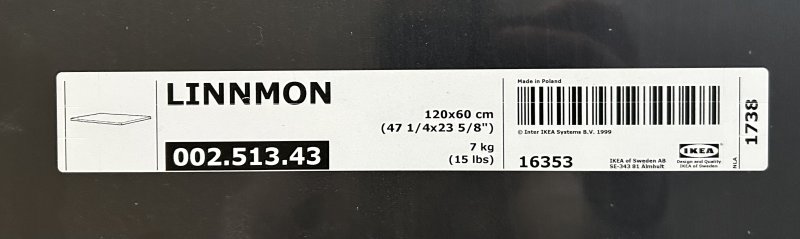 LINNMON
002.513.43
120x60 cm
(47 1/4x23 5/8")
7 kg
(15 lbs)
Made in Poland
© Inter IKEA Systems B.V. 1999
16353
IKEA of Sweden AB
SE-343 81 Älmhult
IKEA
Design and Quality
IKEA of Sweden
NLA
1738